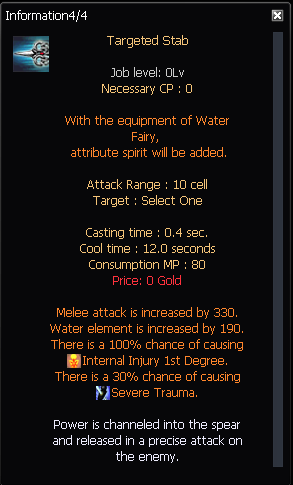 Information4/4
Targeted Stab
Job level: 0Lv
Necessary CP : 0
With the equipment of Water
Fairy,
attribute spirit will be added.
Attack Range : 10 cell
Target : Select One
Casting time : 0.4 sec.
Cool time : 12.0 seconds
Consumption MP : 80
Price: 0 Gold
Melee attack is increased by 330.
Water element is increased by 190.
There is a 100% chance of causing
Internal Injury 1st Degree.
There is a 30% chance of causing
Severe Trauma.
Power is channeled into the spear
and released in a precise attack on
the enemy.